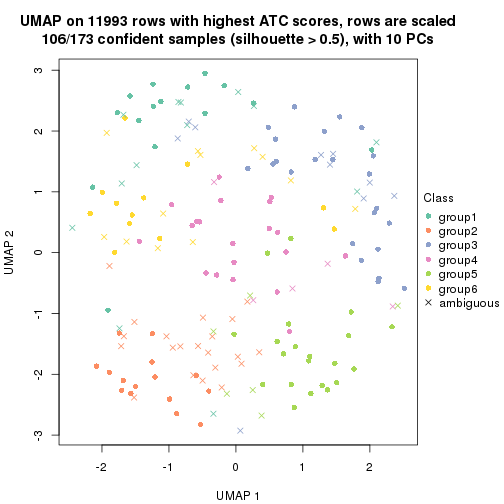 UMAP on 11993 rows with highest ATC scores, rows are scaled
106/173 confident samples (silhouette > 0.5), with 10 PCs
3
2
1
0
-1
-2
-3
UMAP 2
-2
-1
0
1
2
UMAP 1
Class
group1
group2
group3
group4
group5
group6
ambiguous